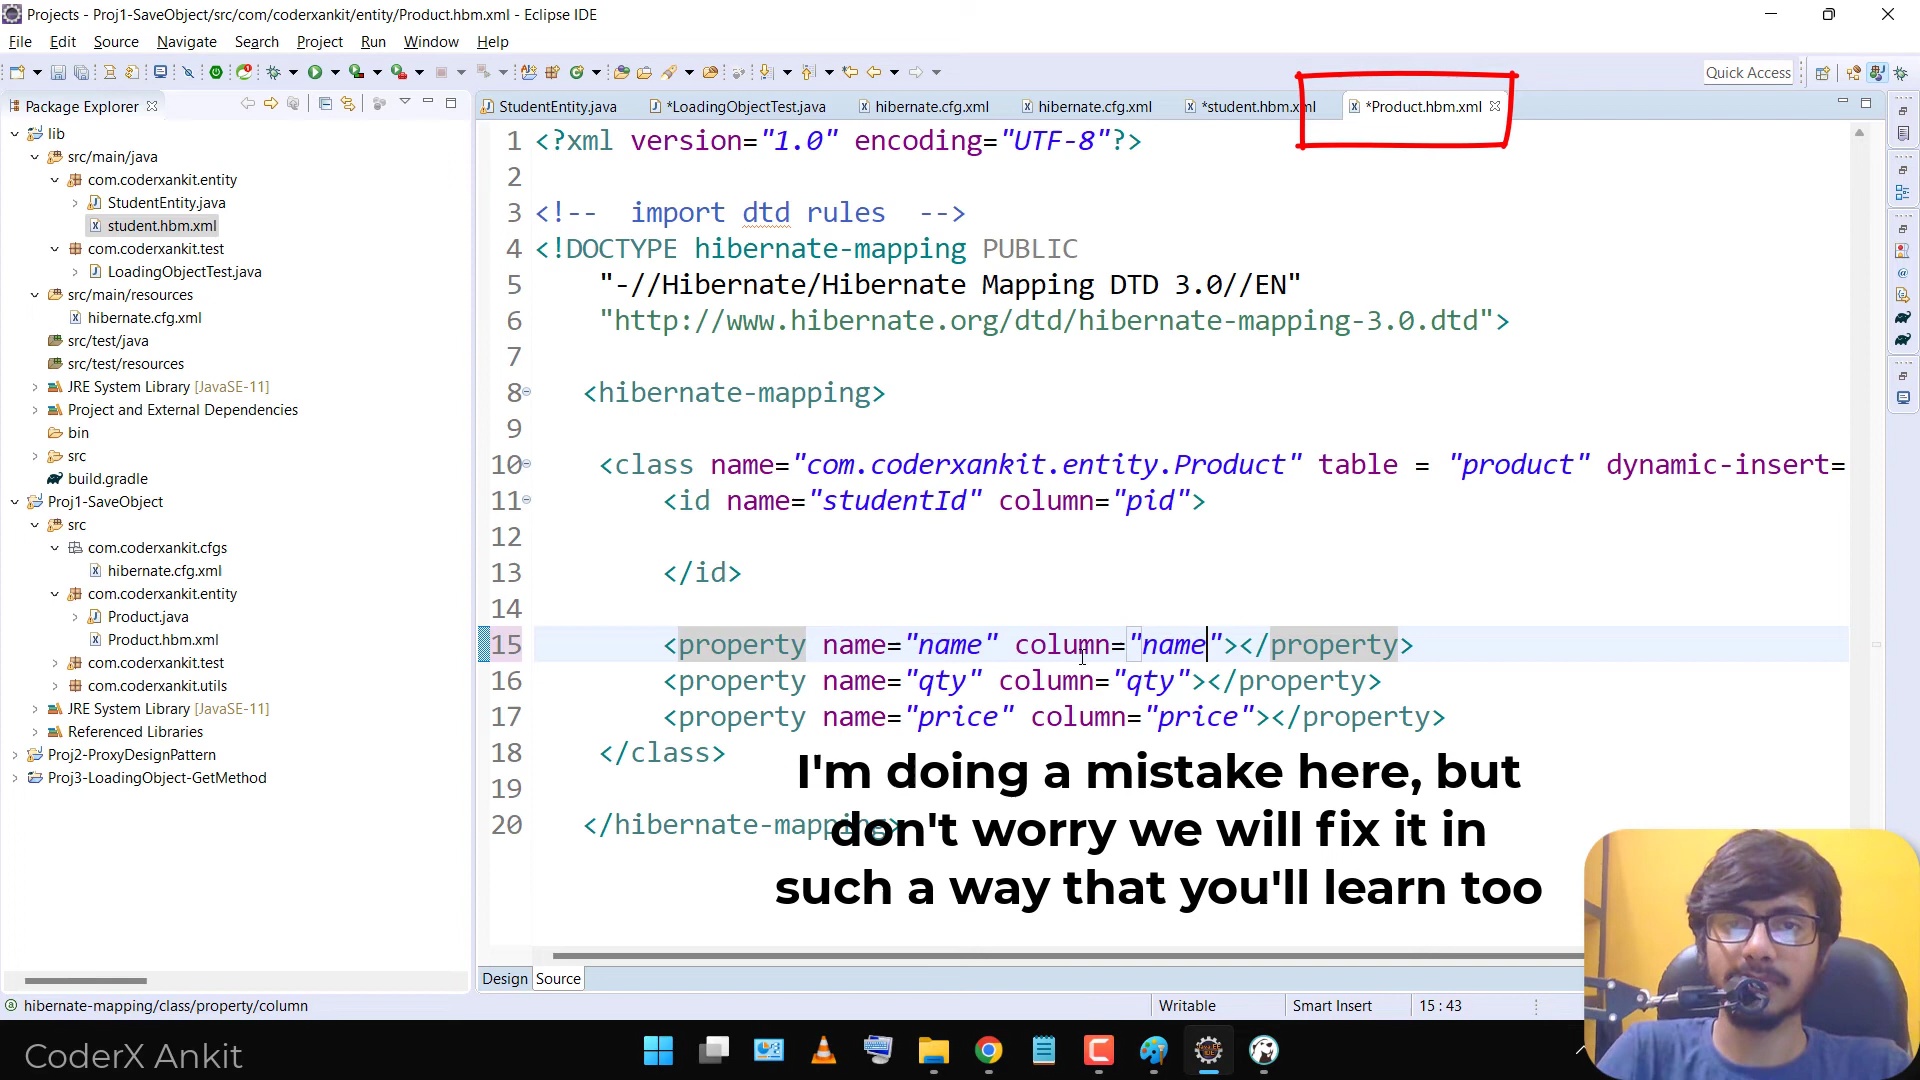 Projects - Proj1-SaveObject/src/com/coderxankit/entity/Product.hbm.xml - Eclipse IDE
File Edit Source Navigate Search Project Run Window Help
Quick Access
Package Explorer
StudentEntity.java *LoadingObjectTest.java hibernate.cfg.xml hibernate.cfg.xml *student.hbm.xml *Product.hbm.xml
lib
src/main/java
com.coderxankit.entity
StudentEntity.java
student.hbm.xml
com.coderxankit.test
LoadingObjectTest.java
src/main/resources
hibernate.cfg.xml
src/test/java
src/test/resources
JRE System Library [JavaSE-11]
Project and External Dependencies
bin
src
build.gradle
Proj1-SaveObject
src
com.coderxankit.cfgs
hibernate.cfg.xml
com.coderxankit.entity
Product.java
Product.hbm.xml
com.coderxankit.test
com.coderxankit.utils
JRE System Library [JavaSE-11]
Referenced Libraries
Proj2-ProxyDesignPattern
Proj3-LoadingObject-GetMethod
1 <?xml version="1.0" encoding="UTF-8"?>
2
3 <!-- import dtd rules -->
4 <!DOCTYPE hibernate-mapping PUBLIC
5 "-//Hibernate/Hibernate Mapping DTD 3.0//EN"
6 "http://www.hibernate.org/dtd/hibernate-mapping-3.0.dtd">
7
8 <hibernate-mapping>
9
10 <class name="com.coderxankit.entity.Product" table = "product" dynamic-insert=
11 <id name="studentId" column="pid">
12
13 </id>
14
15 <property name="name" column="name"></property>
16 <property name="qty" column="qty"></property>
17 <property name="price" column="price"></property>
18 </class>
19
20 </hibernate-mapping>
I'm doing a mistake here, but
don't worry we will fix it in
such a way that you'll learn too
Design Source
hibernate-mapping/class/property/column
Writable Smart Insert 15 : 43
CoderX Ankit